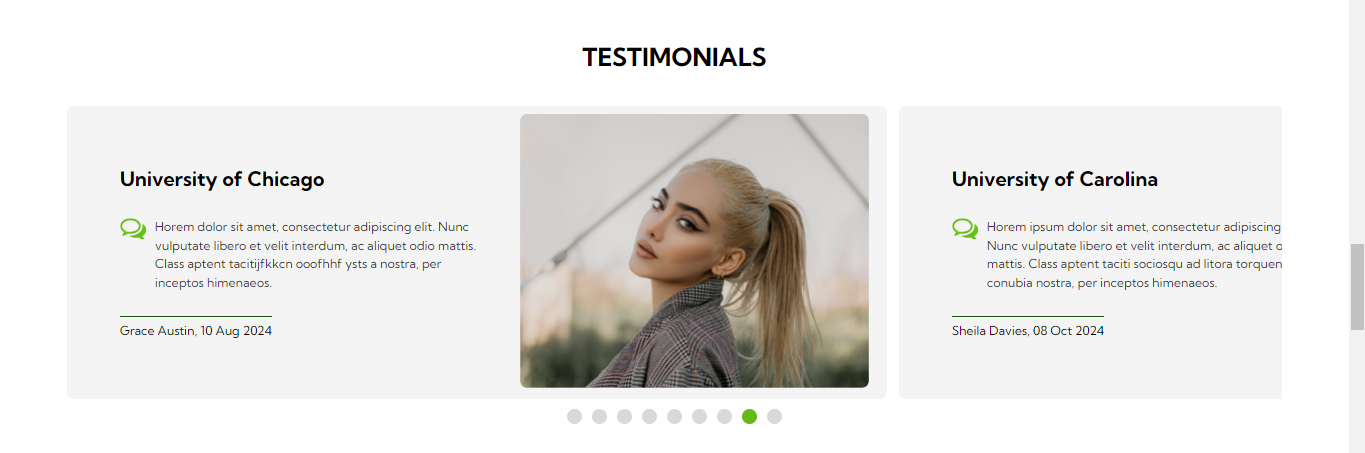 TESTIMONIALS
University of Chicago
Horem dolor sit amet, consectetur adipiscing elit. Nunc
vulputate libero et velit interdum, ac aliquet odio mattis.
Class aptent tacitijfkkcn ooofhhf ysts a nostra, per
inceptos himenaeos.
Grace Austin, 10 Aug 2024
University of Carolina
Horem ipsum dolor sit amet, consectetur adipiscing
Nunc vulputate libero et velit interdum, ac aliquet o
mattis. Class aptent taciti sociosqu ad litora torquen
conubia nostra, per inceptos himenaeos.
Sheila Davies, 08 Oct 2024